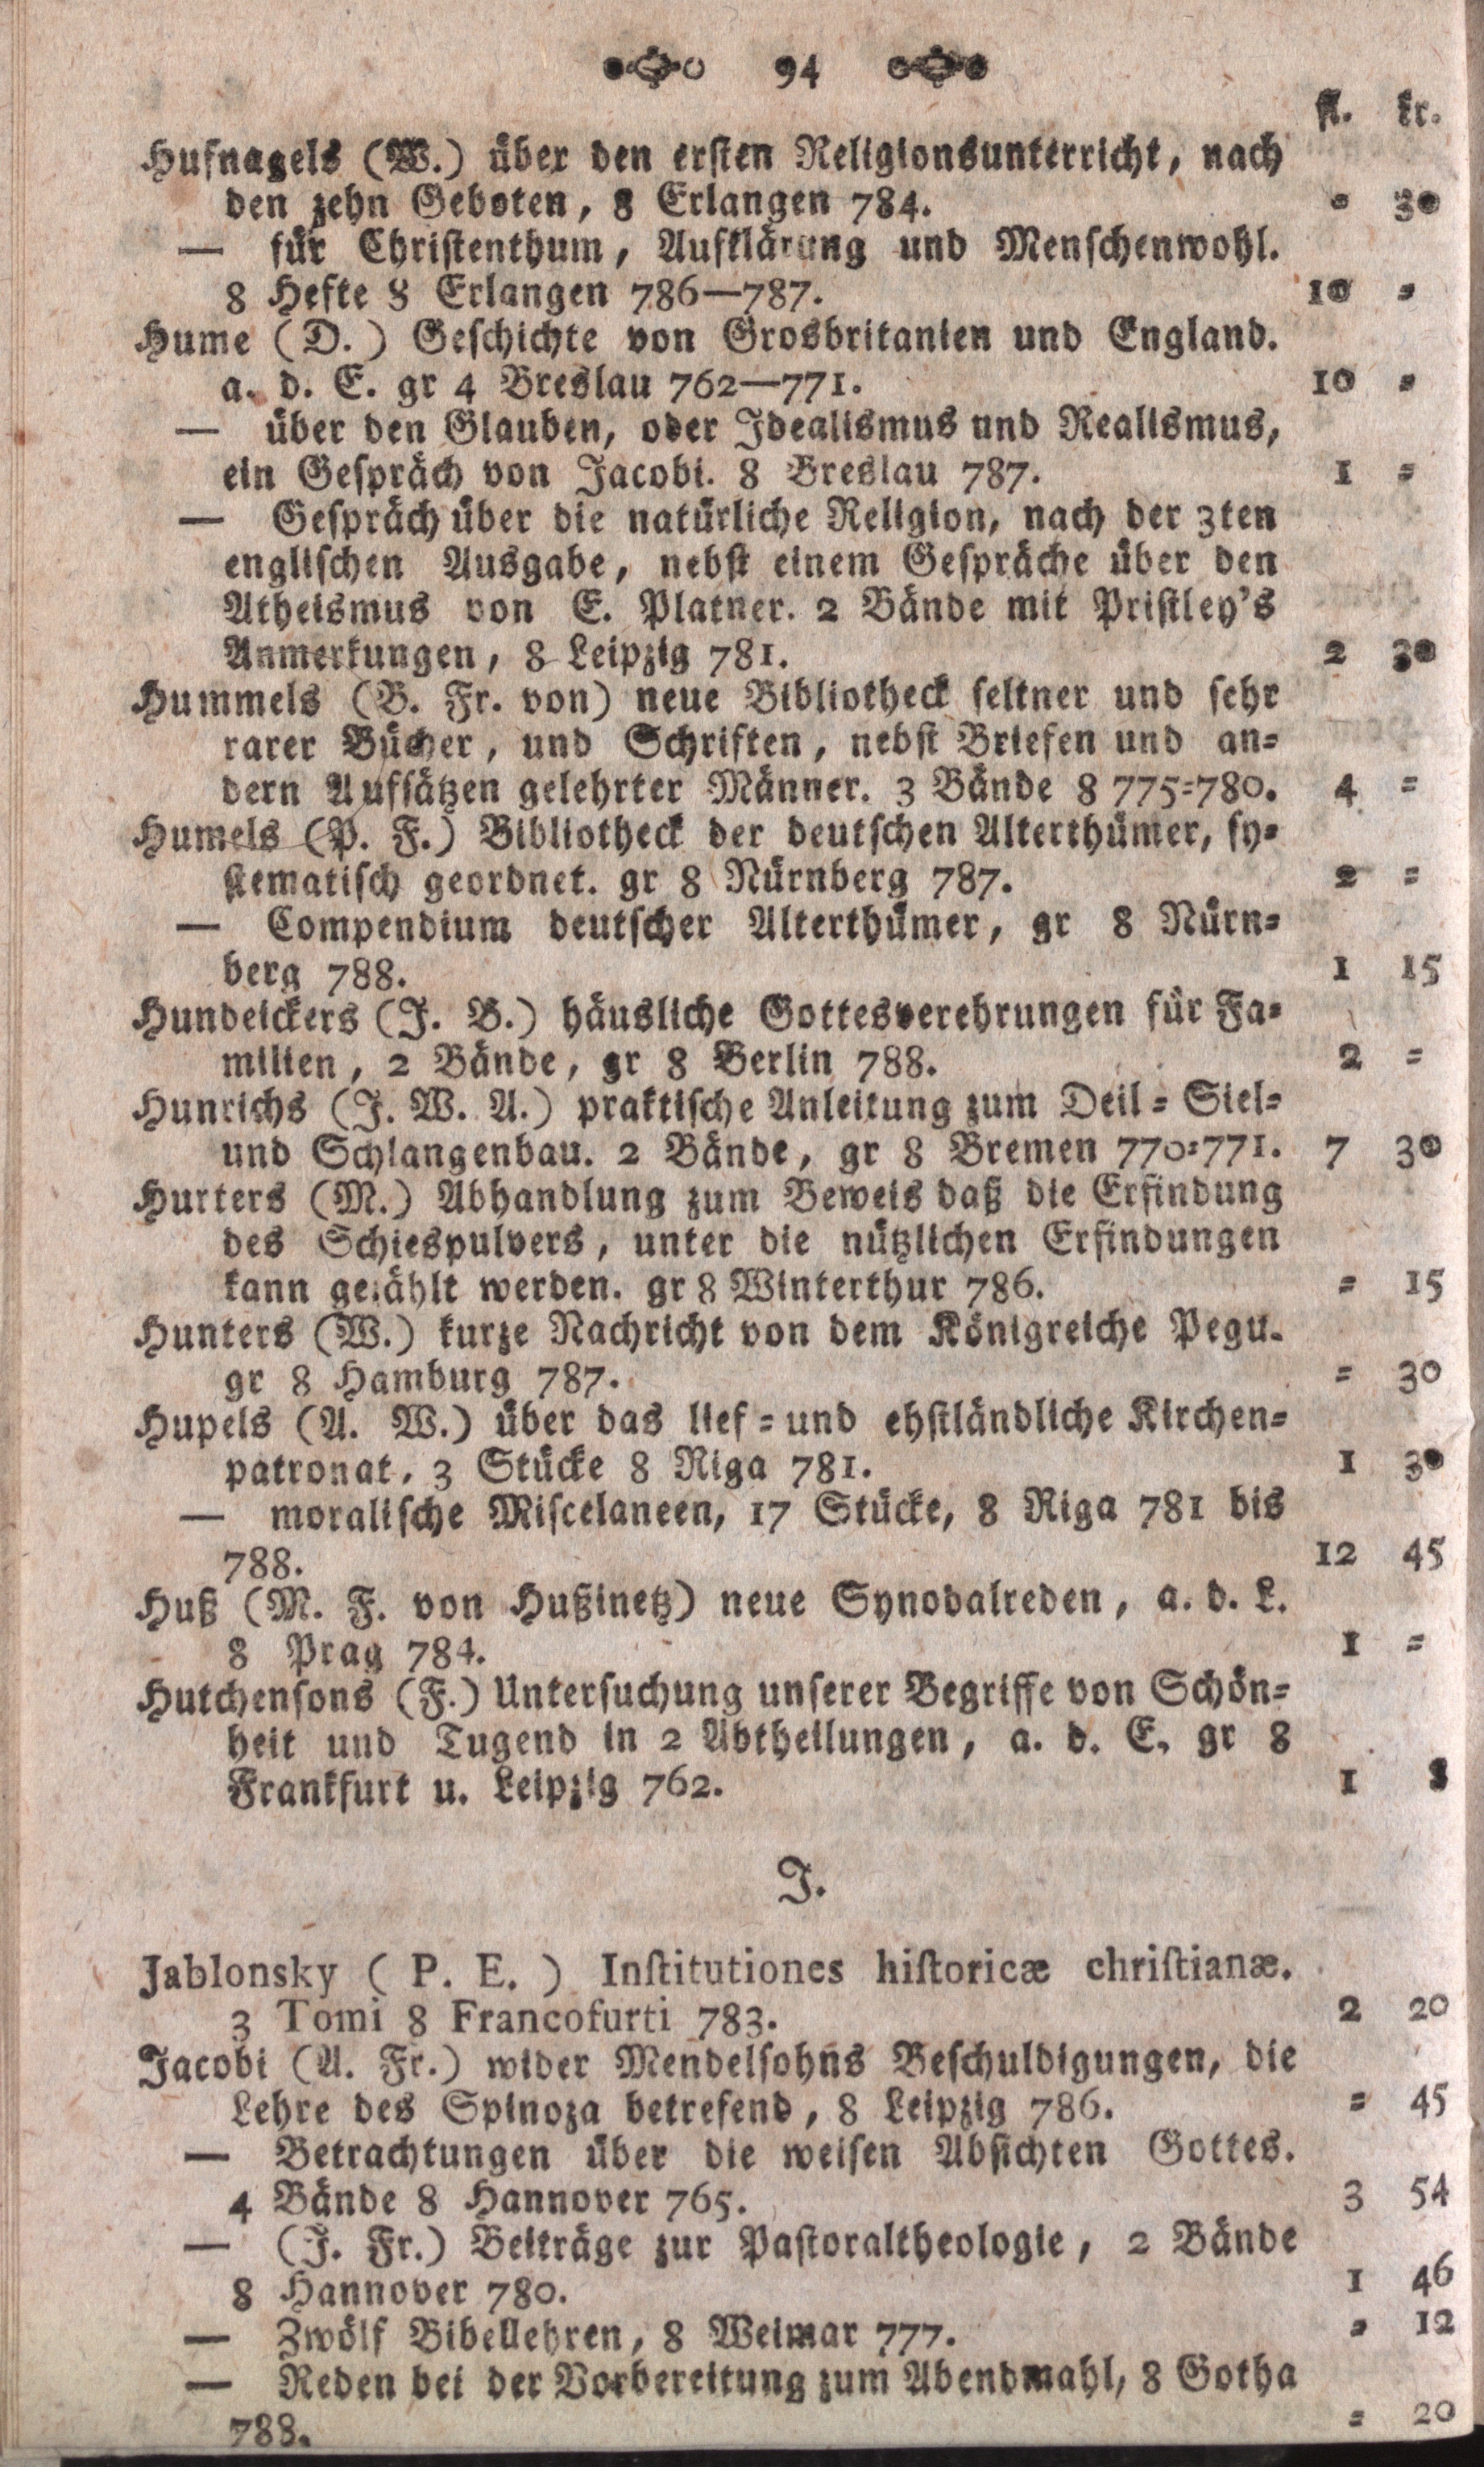 94
fl. kr.
Hufnagels (W.) über den ersten Religionsunterricht, nach
den zehn Geboten, 8 Erlangen 784. = 30
— für Christenthum, Aufklärung und Menschenwohl.
8 Hefte 8 Erlangen 786—787. 10 =
Hume (D.) Geschichte von Grosbritanien und England.
a. d. E. gr 4 Breslau 762—771. 10 =
— über den Glauben, oder Idealismus und Realismus,
ein Gespräch von Jacobi. 8 Breslau 787. 1 =
— Gespräch über die natürliche Religion, nach der 3ten
englischen Ausgabe, nebst einem Gespräche über den
Atheismus von E. Platner. 2 Bände mit Pristley's
Anmerkungen, 8 Leipzig 781. 2 30
Hummels (B. Fr. von) neue Bibliotheck seltner und sehr
rarer Bücher, und Schriften, nebst Briefen und an=
dern Aufsätzen gelehrter Männer. 3 Bände 8 775=780. 4 =
Humels (P. F.) Bibliotheck der deutschen Alterthümer, sy=
stematisch geordnet. gr 8 Nürnberg 787. 2 =
— Compendium deutscher Alterthümer, gr 8 Nürn=
berg 788. 1 15
Hundeickers (J. B.) häusliche Gottesverehrungen für Fa=
milien, 2 Bände, gr 8 Berlin 788. 2 =
Hunrichs (J. W. A.) praktische Anleitung zum Deil = Siel=
und Schlangenbau. 2 Bände, gr 8 Bremen 770=771. 7 30
Hurters (M.) Abhandlung zum Beweis daß die Erfindung
des Schiespulvers, unter die nützlichen Erfindungen
kann gezählt werden. gr 8 Winterthur 786. = 15
Hunters (W.) kurze Nachricht von dem Königreiche Pegu.
gr 8 Hamburg 787. = 30
Hupels (A. W.) über das lief = und ehstländliche Kirchen=
patronat, 3 Stücke 8 Riga 781. 1 30
— moralische Miscelaneen, 17 Stücke, 8 Riga 781 bis
788. 12 45
Huß (M. F. von Hußinetz) neue Synodalreden, a. d. L.
8 Prag 784. 1 =
Hutchensons (F.) Untersuchung unserer Begriffe von Schön=
heit und Tugend in 2 Abtheilungen, a. d. E. gr 8
Frankfurt u. Leipzig 762. 1 8
J.
Jablonsky (P. E.) Institutiones historicæ christianæ.
3 Tomi 8 Francofurti 783. 2 20
Jacobi (A. Fr.) wider Mendelsohns Beschuldigungen, die
Lehre des Spinoza betrefend, 8 Leipzig 786. = 45
— Betrachtungen über die weisen Absichten Gottes.
4 Bände 8 Hannover 765. 3 54
— (J. Fr.) Beiträge zur Pastoraltheologie, 2 Bände
8 Hannover 780. 1 46
— Zwölf Bibellehren, 8 Weimar 777. = 12
— Reden bei der Vorbereitung zum Abendmahl, 8 Gotha
788. = 20